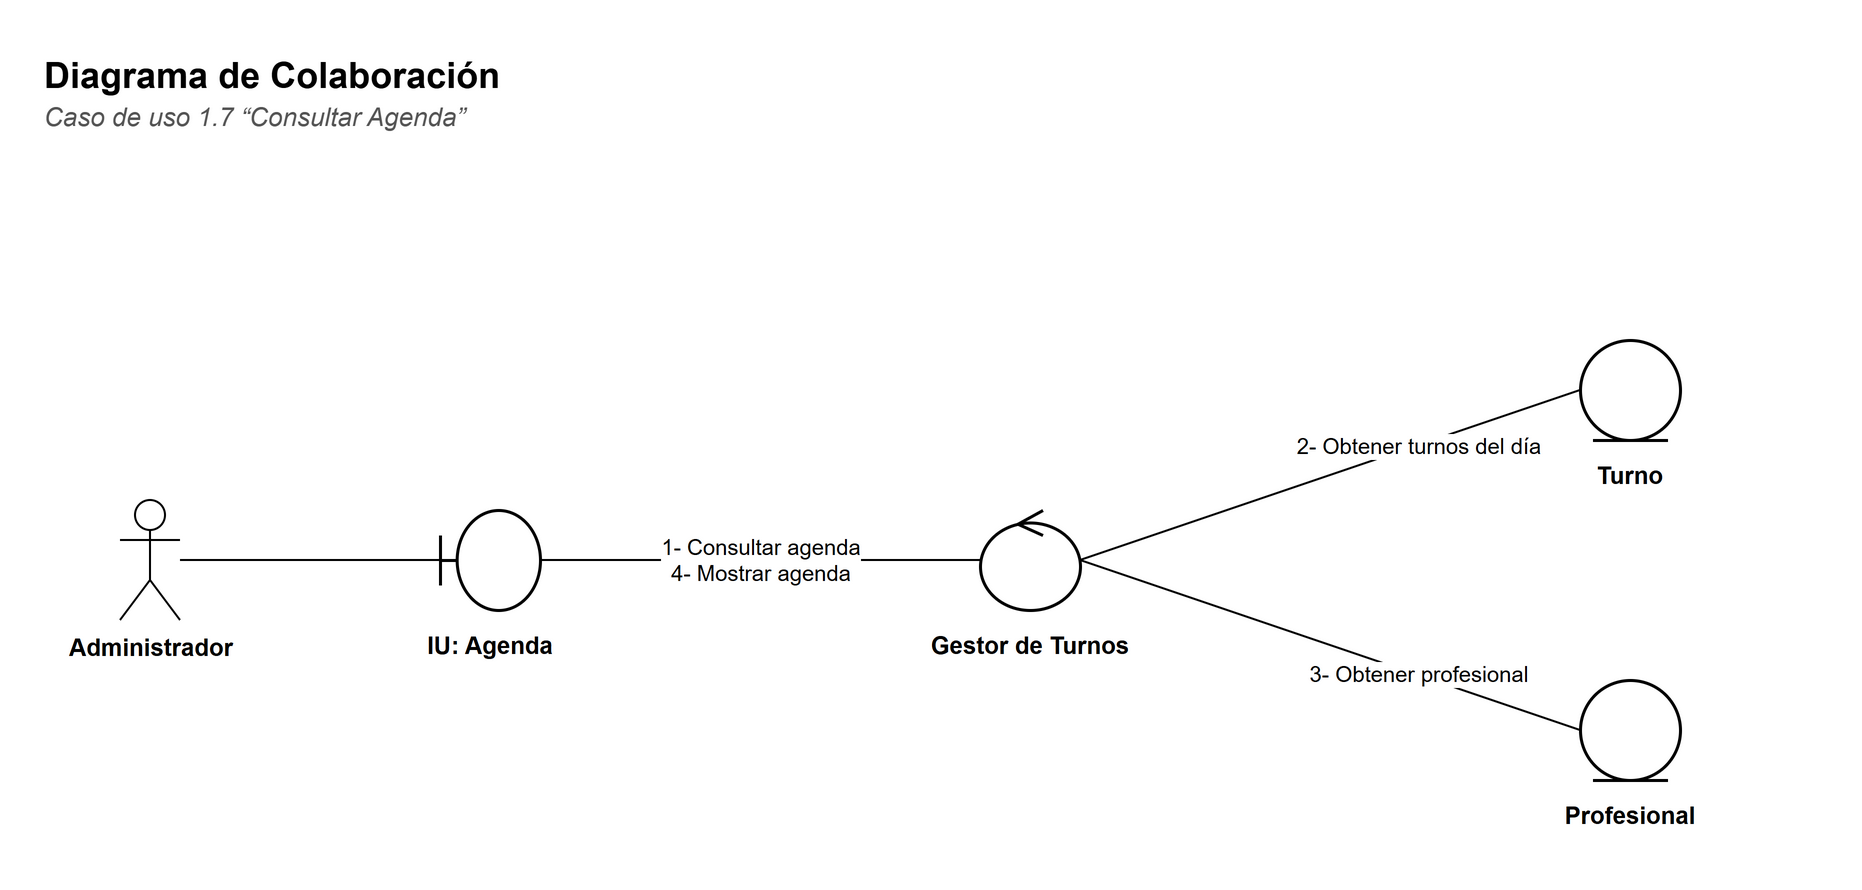 Diagrama de Colaboración
Caso de uso 1.7 “Consultar Agenda”
2- Obtener turnos del día
Turno
1- Consultar agenda
4- Mostrar agenda
Administrador
IU: Agenda
Gestor de Turnos
3- Obtener profesional
Profesional